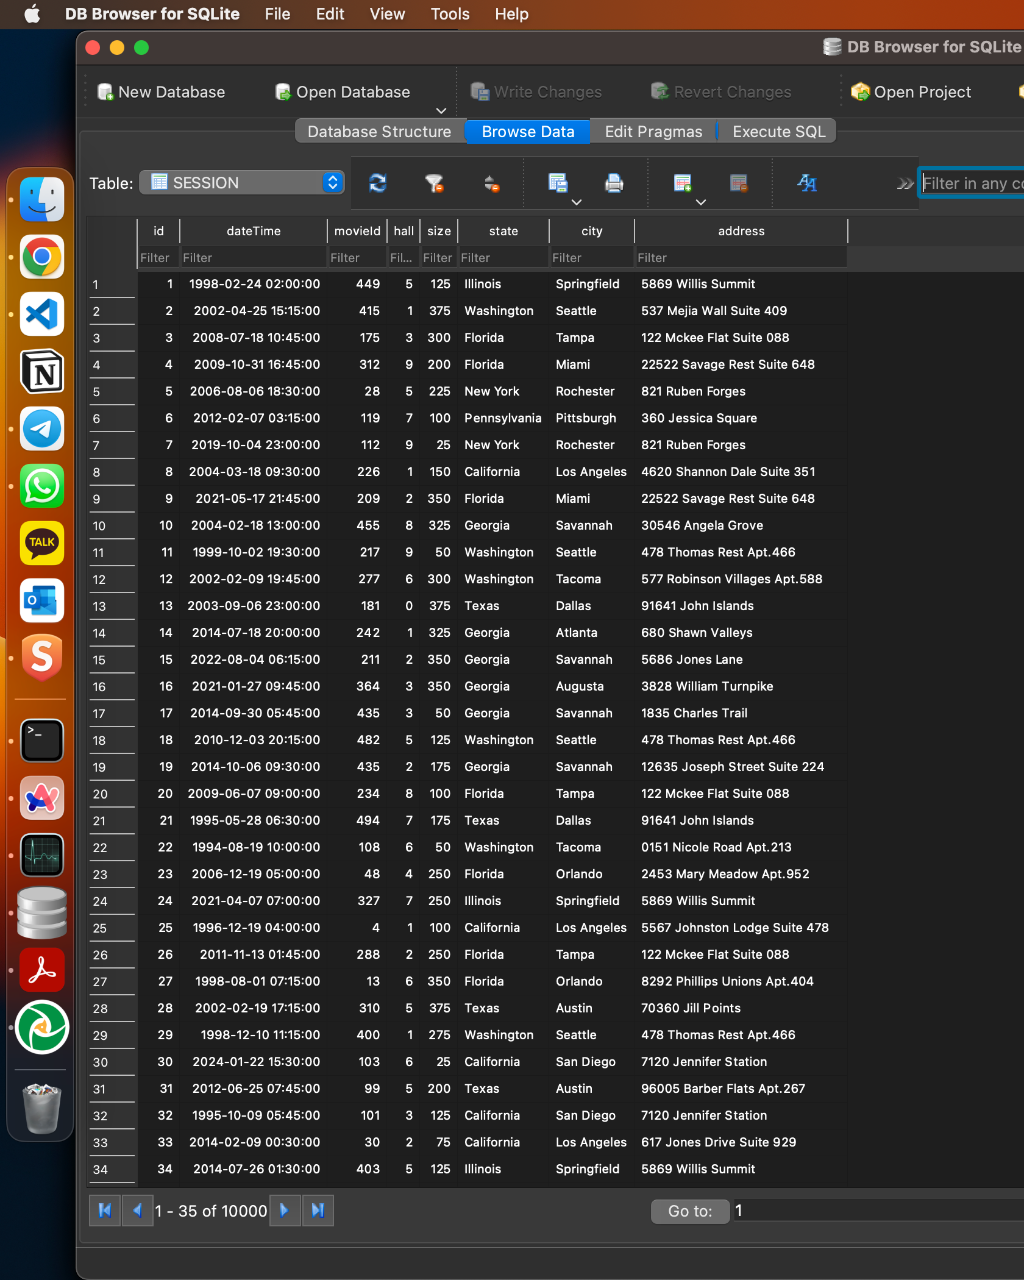 DB Browser for SQLite File Edit View Tools Help
DB Browser for SQLite
New Database Open Database Write Changes Revert Changes Open Project
Database Structure Browse Data Edit Pragmas Execute SQL
Table: SESSION Filter in any co
id dateTime movieId hall size state city address
Filter Filter Filter Fil... Filter Filter Filter Filter
1 1 1998-02-24 02:00:00 449 5 125 Illinois Springfield 5869 Willis Summit
2 2 2002-04-25 15:15:00 415 1 375 Washington Seattle 537 Mejia Wall Suite 409
3 3 2008-07-18 10:45:00 175 3 300 Florida Tampa 122 Mckee Flat Suite 088
4 4 2009-10-31 16:45:00 312 9 200 Florida Miami 22522 Savage Rest Suite 648
5 5 2006-08-06 18:30:00 28 5 225 New York Rochester 821 Ruben Forges
6 6 2012-02-07 03:15:00 119 7 100 Pennsylvania Pittsburgh 360 Jessica Square
7 7 2019-10-04 23:00:00 112 9 25 New York Rochester 821 Ruben Forges
8 8 2004-03-18 09:30:00 226 1 150 California Los Angeles 4620 Shannon Dale Suite 351
9 9 2021-05-17 21:45:00 209 2 350 Florida Miami 22522 Savage Rest Suite 648
10 10 2004-02-18 13:00:00 455 8 325 Georgia Savannah 30546 Angela Grove
11 11 1999-10-02 19:30:00 217 9 50 Washington Seattle 478 Thomas Rest Apt.466
12 12 2002-02-09 19:45:00 277 6 300 Washington Tacoma 577 Robinson Villages Apt.588
13 13 2003-09-06 23:00:00 181 0 375 Texas Dallas 91641 John Islands
14 14 2014-07-18 20:00:00 242 1 325 Georgia Atlanta 680 Shawn Valleys
15 15 2022-08-04 06:15:00 211 2 350 Georgia Savannah 5686 Jones Lane
16 16 2021-01-27 09:45:00 364 3 350 Georgia Augusta 3828 William Turnpike
17 17 2014-09-30 05:45:00 435 3 50 Georgia Savannah 1835 Charles Trail
18 18 2010-12-03 20:15:00 482 5 125 Washington Seattle 478 Thomas Rest Apt.466
19 19 2014-10-06 09:30:00 435 2 175 Georgia Savannah 12635 Joseph Street Suite 224
20 20 2009-06-07 09:00:00 234 8 100 Florida Tampa 122 Mckee Flat Suite 088
21 21 1995-05-28 06:30:00 494 7 175 Texas Dallas 91641 John Islands
22 22 1994-08-19 10:00:00 108 6 50 Washington Tacoma 0151 Nicole Road Apt.213
23 23 2006-12-19 05:00:00 48 4 250 Florida Orlando 2453 Mary Meadow Apt.952
24 24 2021-04-07 07:00:00 327 7 250 Illinois Springfield 5869 Willis Summit
25 25 1996-12-19 04:00:00 4 1 100 California Los Angeles 5567 Johnston Lodge Suite 478
26 26 2011-11-13 01:45:00 288 2 250 Florida Tampa 122 Mckee Flat Suite 088
27 27 1998-08-01 07:15:00 13 6 350 Florida Orlando 8292 Phillips Unions Apt.404
28 28 2002-02-19 17:15:00 310 5 375 Texas Austin 70360 Jill Points
29 29 1998-12-10 11:15:00 400 1 275 Washington Seattle 478 Thomas Rest Apt.466
30 30 2024-01-22 15:30:00 103 6 25 California San Diego 7120 Jennifer Station
31 31 2012-06-25 07:45:00 99 5 200 Texas Austin 96005 Barber Flats Apt.267
32 32 1995-10-09 05:45:00 101 3 125 California San Diego 7120 Jennifer Station
33 33 2014-02-09 00:30:00 30 2 75 California Los Angeles 617 Jones Drive Suite 929
34 34 2014-07-26 01:30:00 403 5 125 Illinois Springfield 5869 Willis Summit
1 - 35 of 10000 Go to: 1
TALK